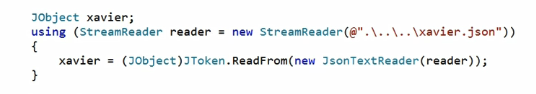 JObject xavier;
using (StreamReader reader = new StreamReader(@".\..\..\xavier.json"))
{
    xavier = (JObject)JToken.ReadFrom(new JsonTextReader(reader));
}